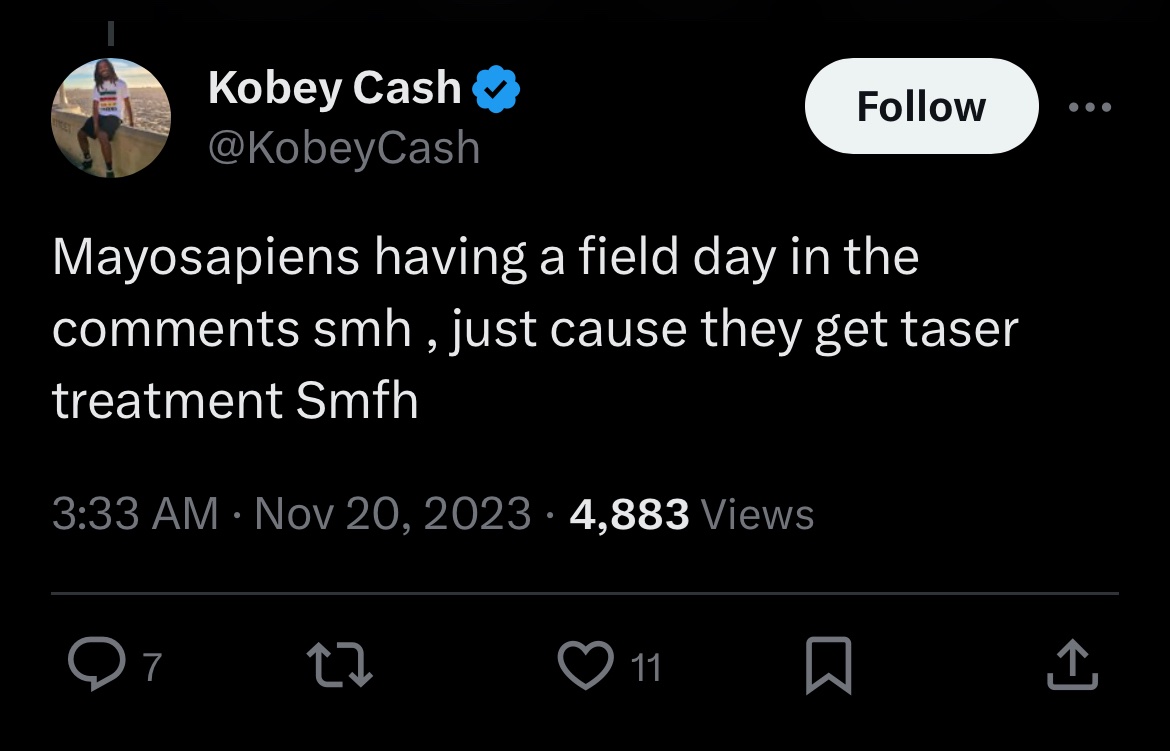 Kobey Cash
@KobeyCash
Follow
Mayosapiens having a field day in the
comments smh , just cause they get taser
treatment Smfh
3:33 AM · Nov 20, 2023 · 4,883 Views
7
11